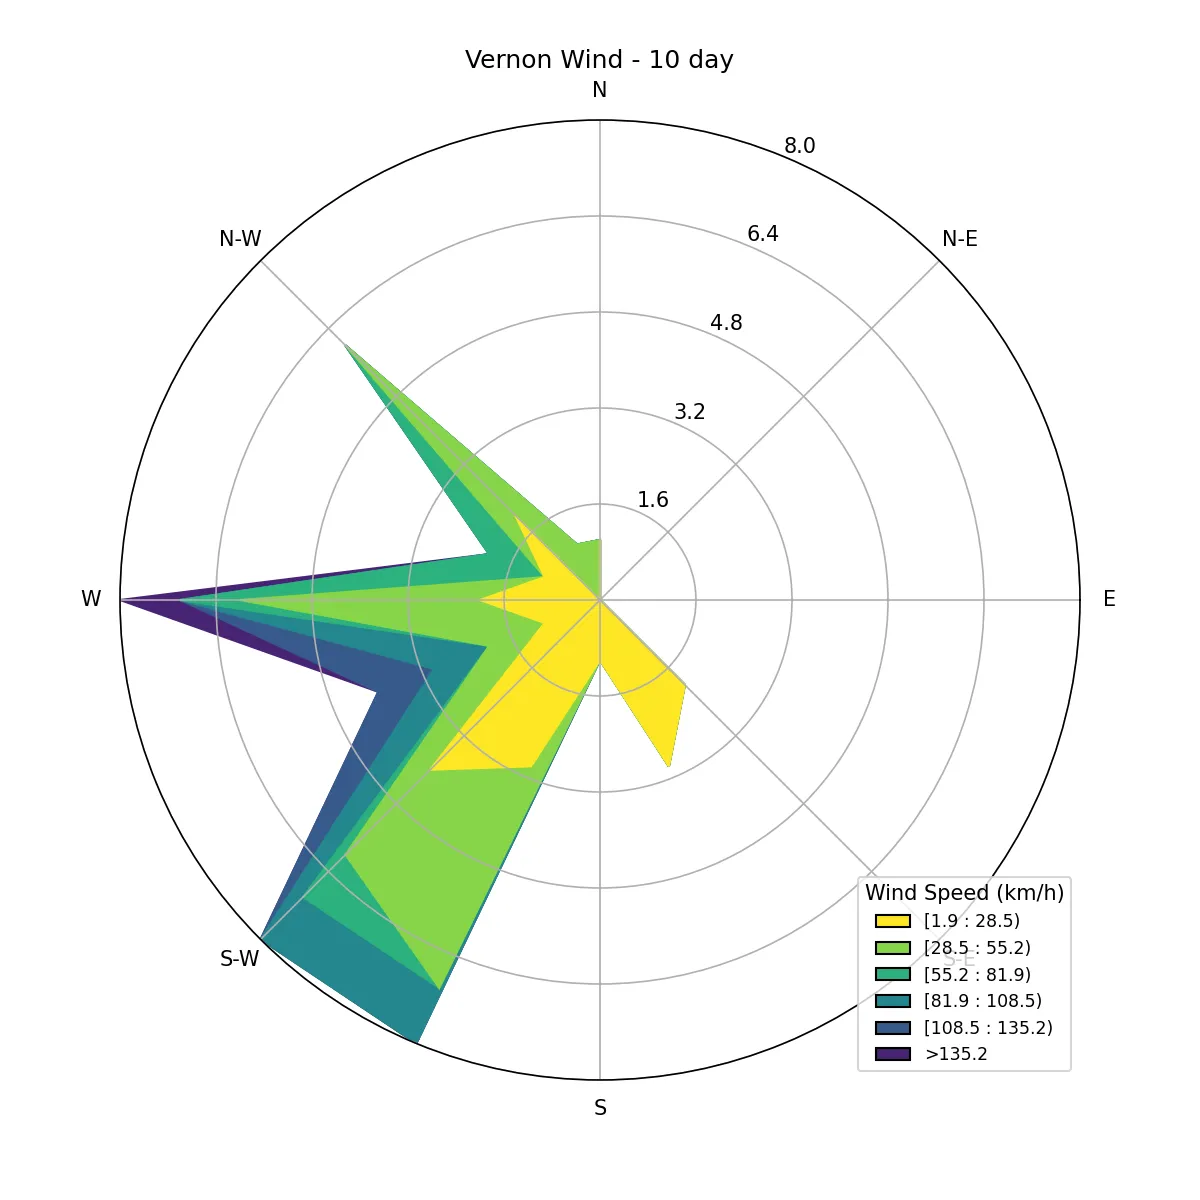 Vernon Wind - 10 day
N
8.0
N-W
6.4
N-E
4.8
3.2
1.6
W
E
S-W
S-E
S
Wind Speed (km/h)
[1.9 : 28.5)
[28.5 : 55.2)
[55.2 : 81.9)
[81.9 : 108.5)
[108.5 : 135.2)
>135.2